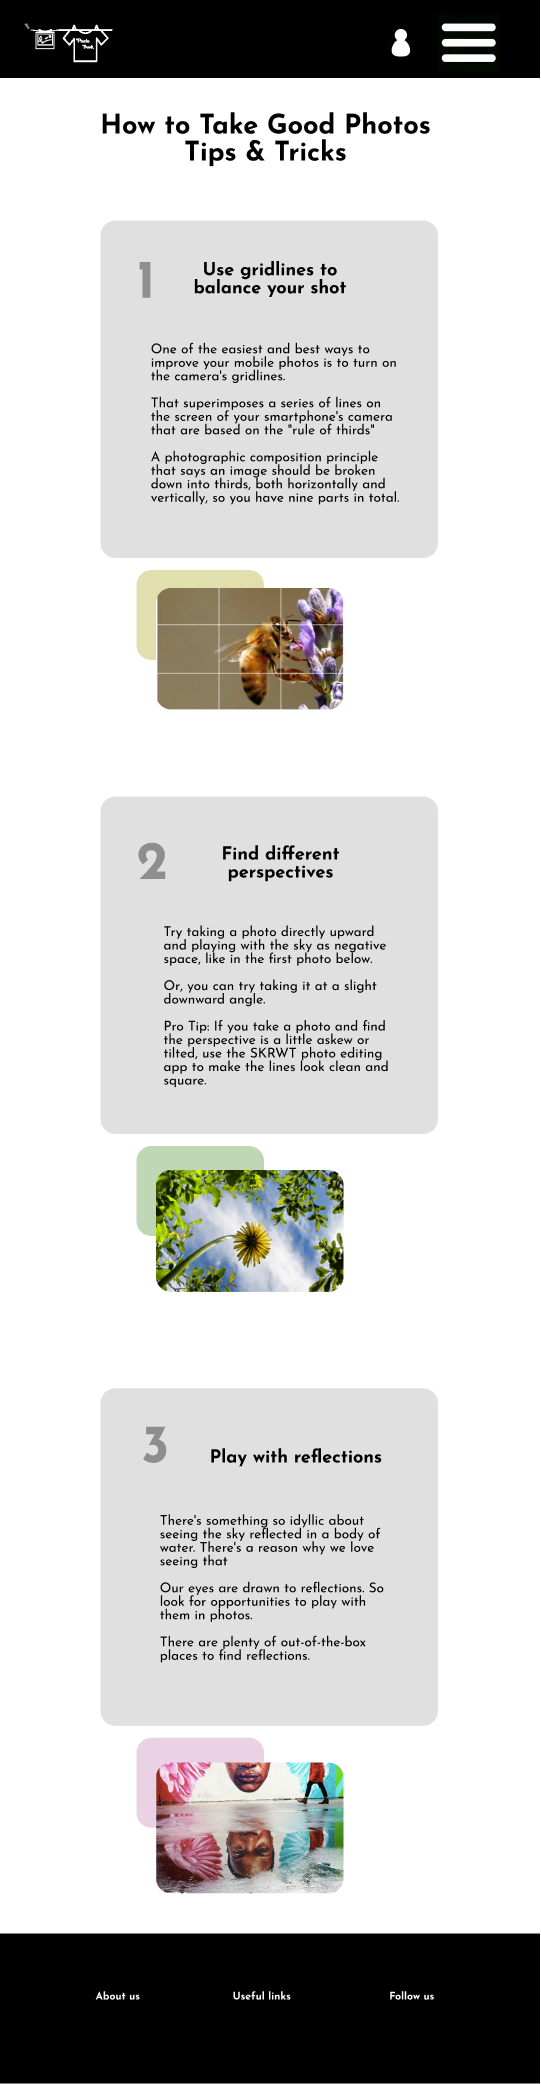 Photo
Track
How to Take Good Photos
Tips & Tricks
1
Use gridlines to
balance your shot
One of the easiest and best ways to
improve your mobile photos is to turn on
the camera's gridlines.
That superimposes a series of lines on
the screen of your smartphone's camera
that are based on the "rule of thirds"
A photographic composition principle
that says an image should be broken
down into thirds, both horizontally and
vertically, so you have nine parts in total.
2
Find different
perspectives
Try taking a photo directly upward
and playing with the sky as negative
space, like in the first photo below.
Or, you can try taking it at a slight
downward angle.
Pro Tip: If you take a photo and find
the perspective is a little askew or
tilted, use the SKRWT photo editing
app to make the lines look clean and
square.
3
Play with reflections
There's something so idyllic about
seeing the sky reflected in a body of
water. There's a reason why we love
seeing that
Our eyes are drawn to reflections. So
look for opportunities to play with
them in photos.
There are plenty of out-of-the-box
places to find reflections.
About us
Useful links
Follow us